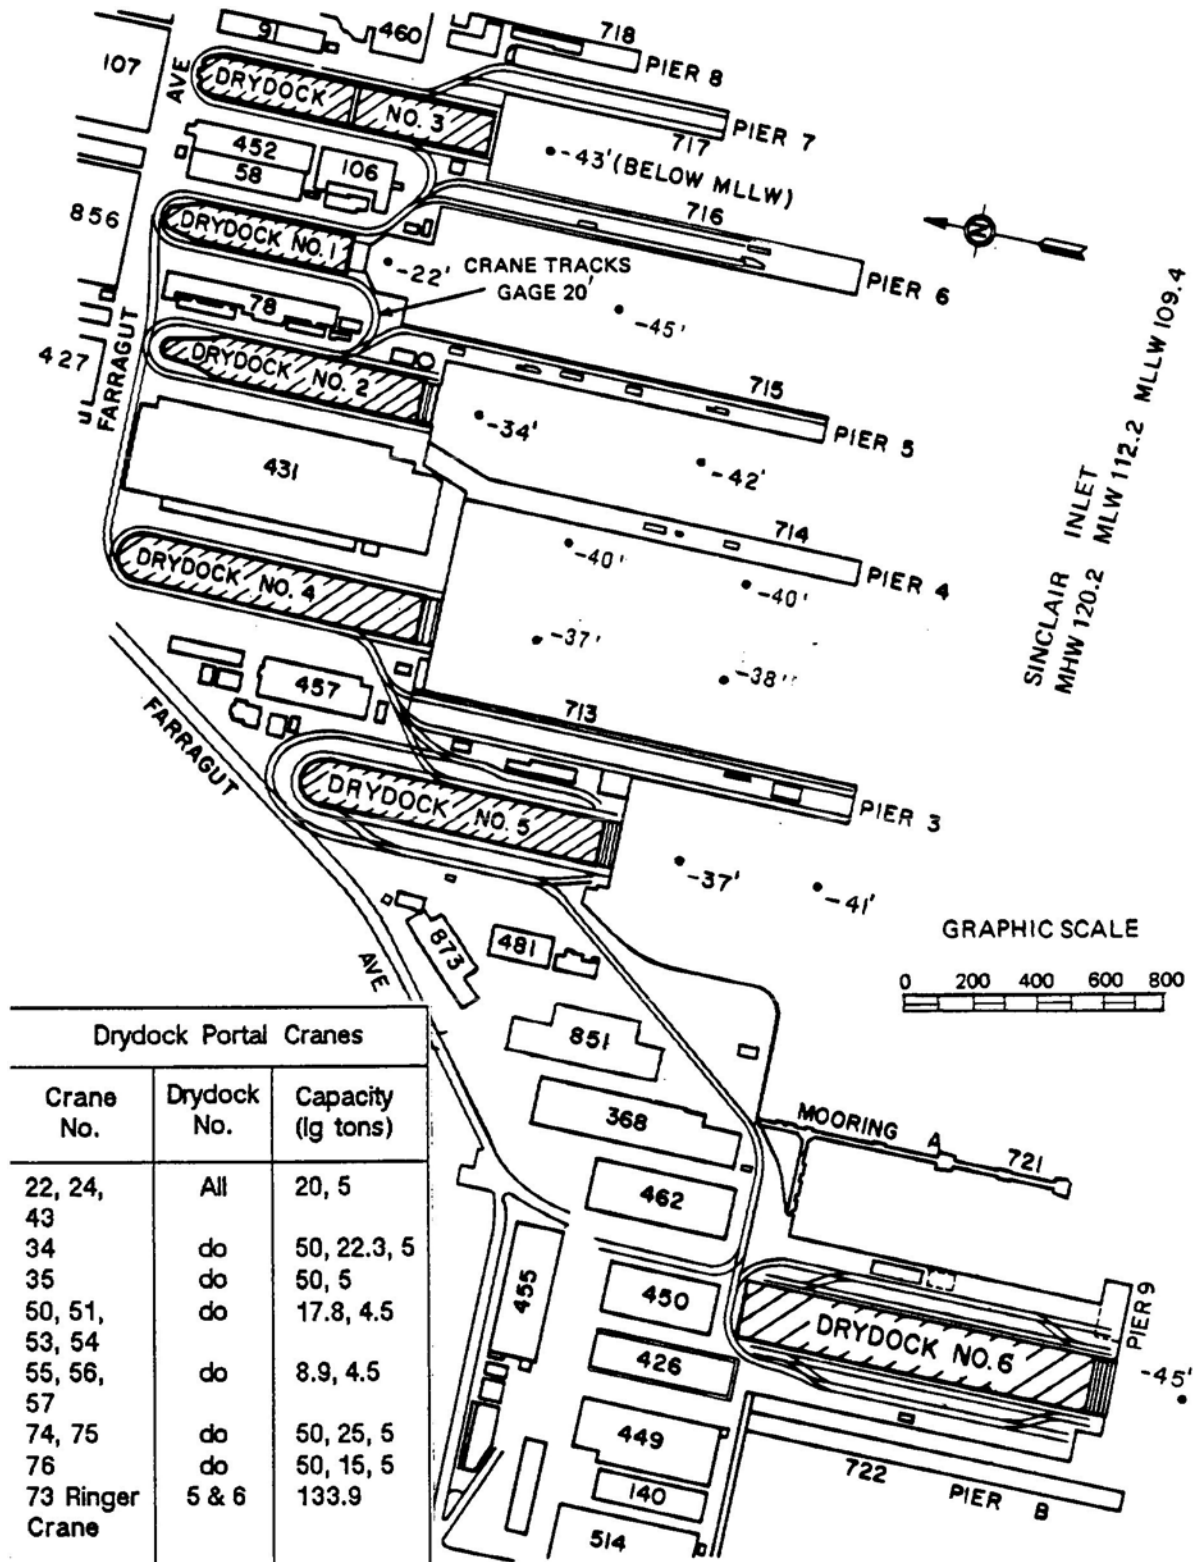 9
460
718
PIER 8
107
AVE
DRYDOCK NO. 3
PIER 7
717
452
58
106
-43' (BELOW MLLW)
716
856
DRYDOCK NO. 1
-22'
CRANE TRACKS
GAGE 20'
PIER 6
N
78
-45'
427
FARRAGUT
DRYDOCK NO. 2
715
PIER 5
-34'
-42'
431
714
PIER 4
-40'
-40'
SINCLAIR INLET
MHW 120.2 MLW 112.2 MLLW 109.4
DRYDOCK NO. 4
-37'
-38'
457
713
FARRAGUT
DRYDOCK NO. 5
PIER 3
-37'
-41'
873
481
AVE
GRAPHIC SCALE
0 200 400 600 800
851
368
MOORING A
721
462
455
450
426
DRYDOCK NO. 6
PIER 9
-45'
449
722
PIER B
140
514
Drydock Portal Cranes
Crane No. Drydock No. Capacity (lg tons)
22, 24, All 20, 5
43
34 do 50, 22.3, 5
35 do 50, 5
50, 51, do 17.8, 4.5
53, 54
55, 56, do 8.9, 4.5
57
74, 75 do 50, 25, 5
76 do 50, 15, 5
73 Ringer 5 & 6 133.9
Crane